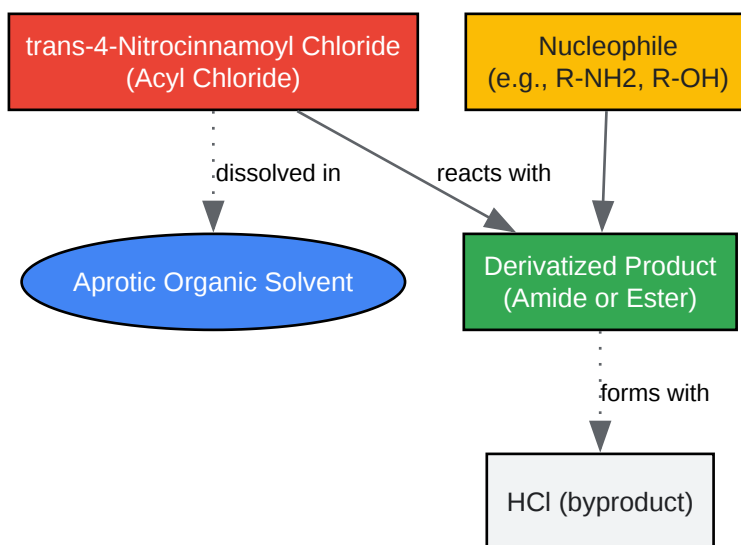 trans-4-Nitrocinnamoyl Chloride
(Acyl Chloride)
Nucleophile
(e.g., R-NH2, R-OH)
dissolved in
reacts with
Aprotic Organic Solvent
Derivatized Product
(Amide or Ester)
forms with
HCl (byproduct)